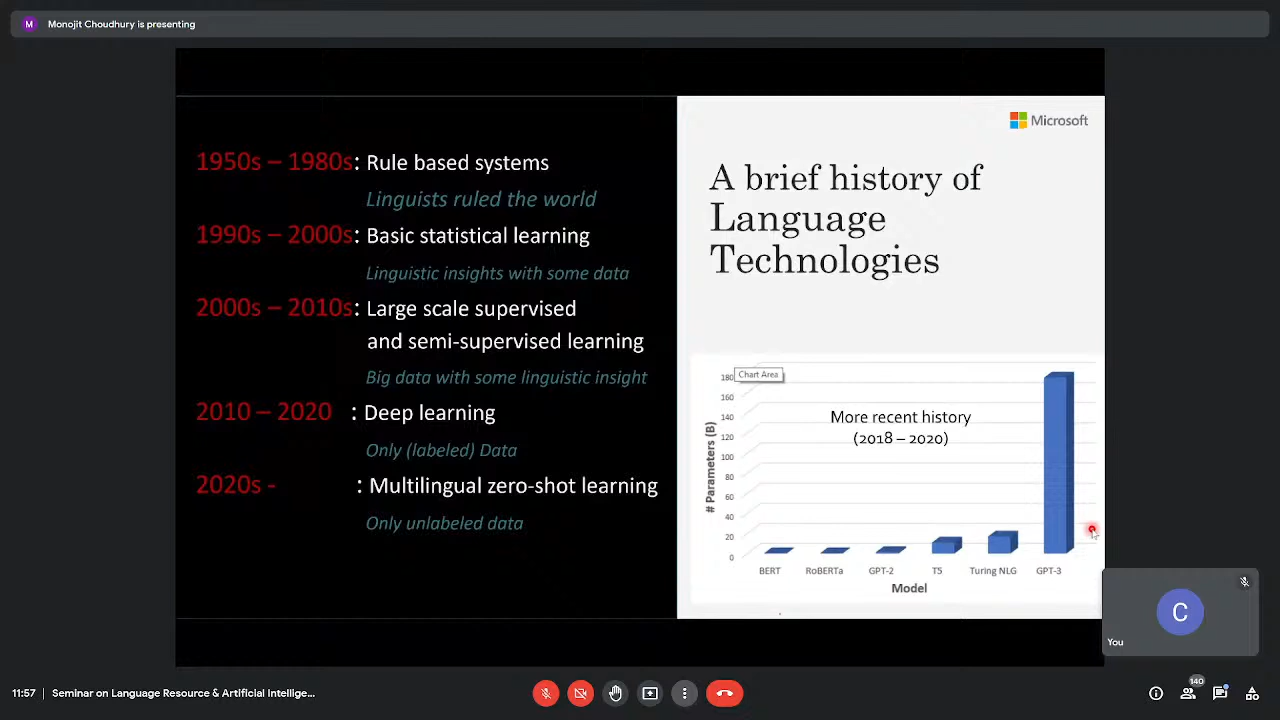 M Monojit Choudhury is presenting
1950s – 1980s: Rule based systems
Linguists ruled the world
1990s – 2000s: Basic statistical learning
Linguistic insights with some data
2000s – 2010s: Large scale supervised
and semi-supervised learning
Big data with some linguistic insight
2010 – 2020 : Deep learning
Only (labeled) Data
2020s - : Multilingual zero-shot learning
Only unlabeled data
Microsoft
A brief history of
Language
Technologies
Chart Area
More recent history
(2018 – 2020)
# Parameters (B)
180
160
140
120
100
80
60
40
20
0
BERT RoBERTa GPT-2 T5 Turing NLG GPT-3
Model
C
You
11:57 | Seminar on Language Resource & Artificial Intellige...
140